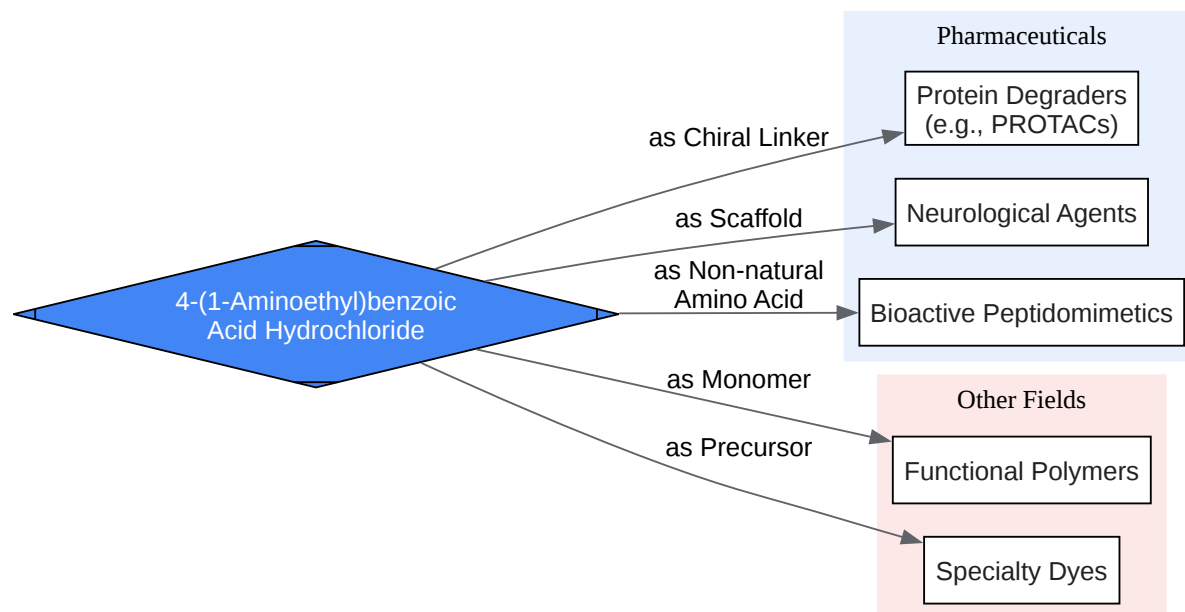 Pharmaceuticals
Protein Degraders
(e.g., PROTACs)
as Chiral Linker
Neurological Agents
as Scaffold
as Non-natural
Amino Acid
Bioactive Peptidomimetics
4-(1-Aminoethyl)benzoic
Acid Hydrochloride
as Monomer
Other Fields
Functional Polymers
as Precursor
Specialty Dyes